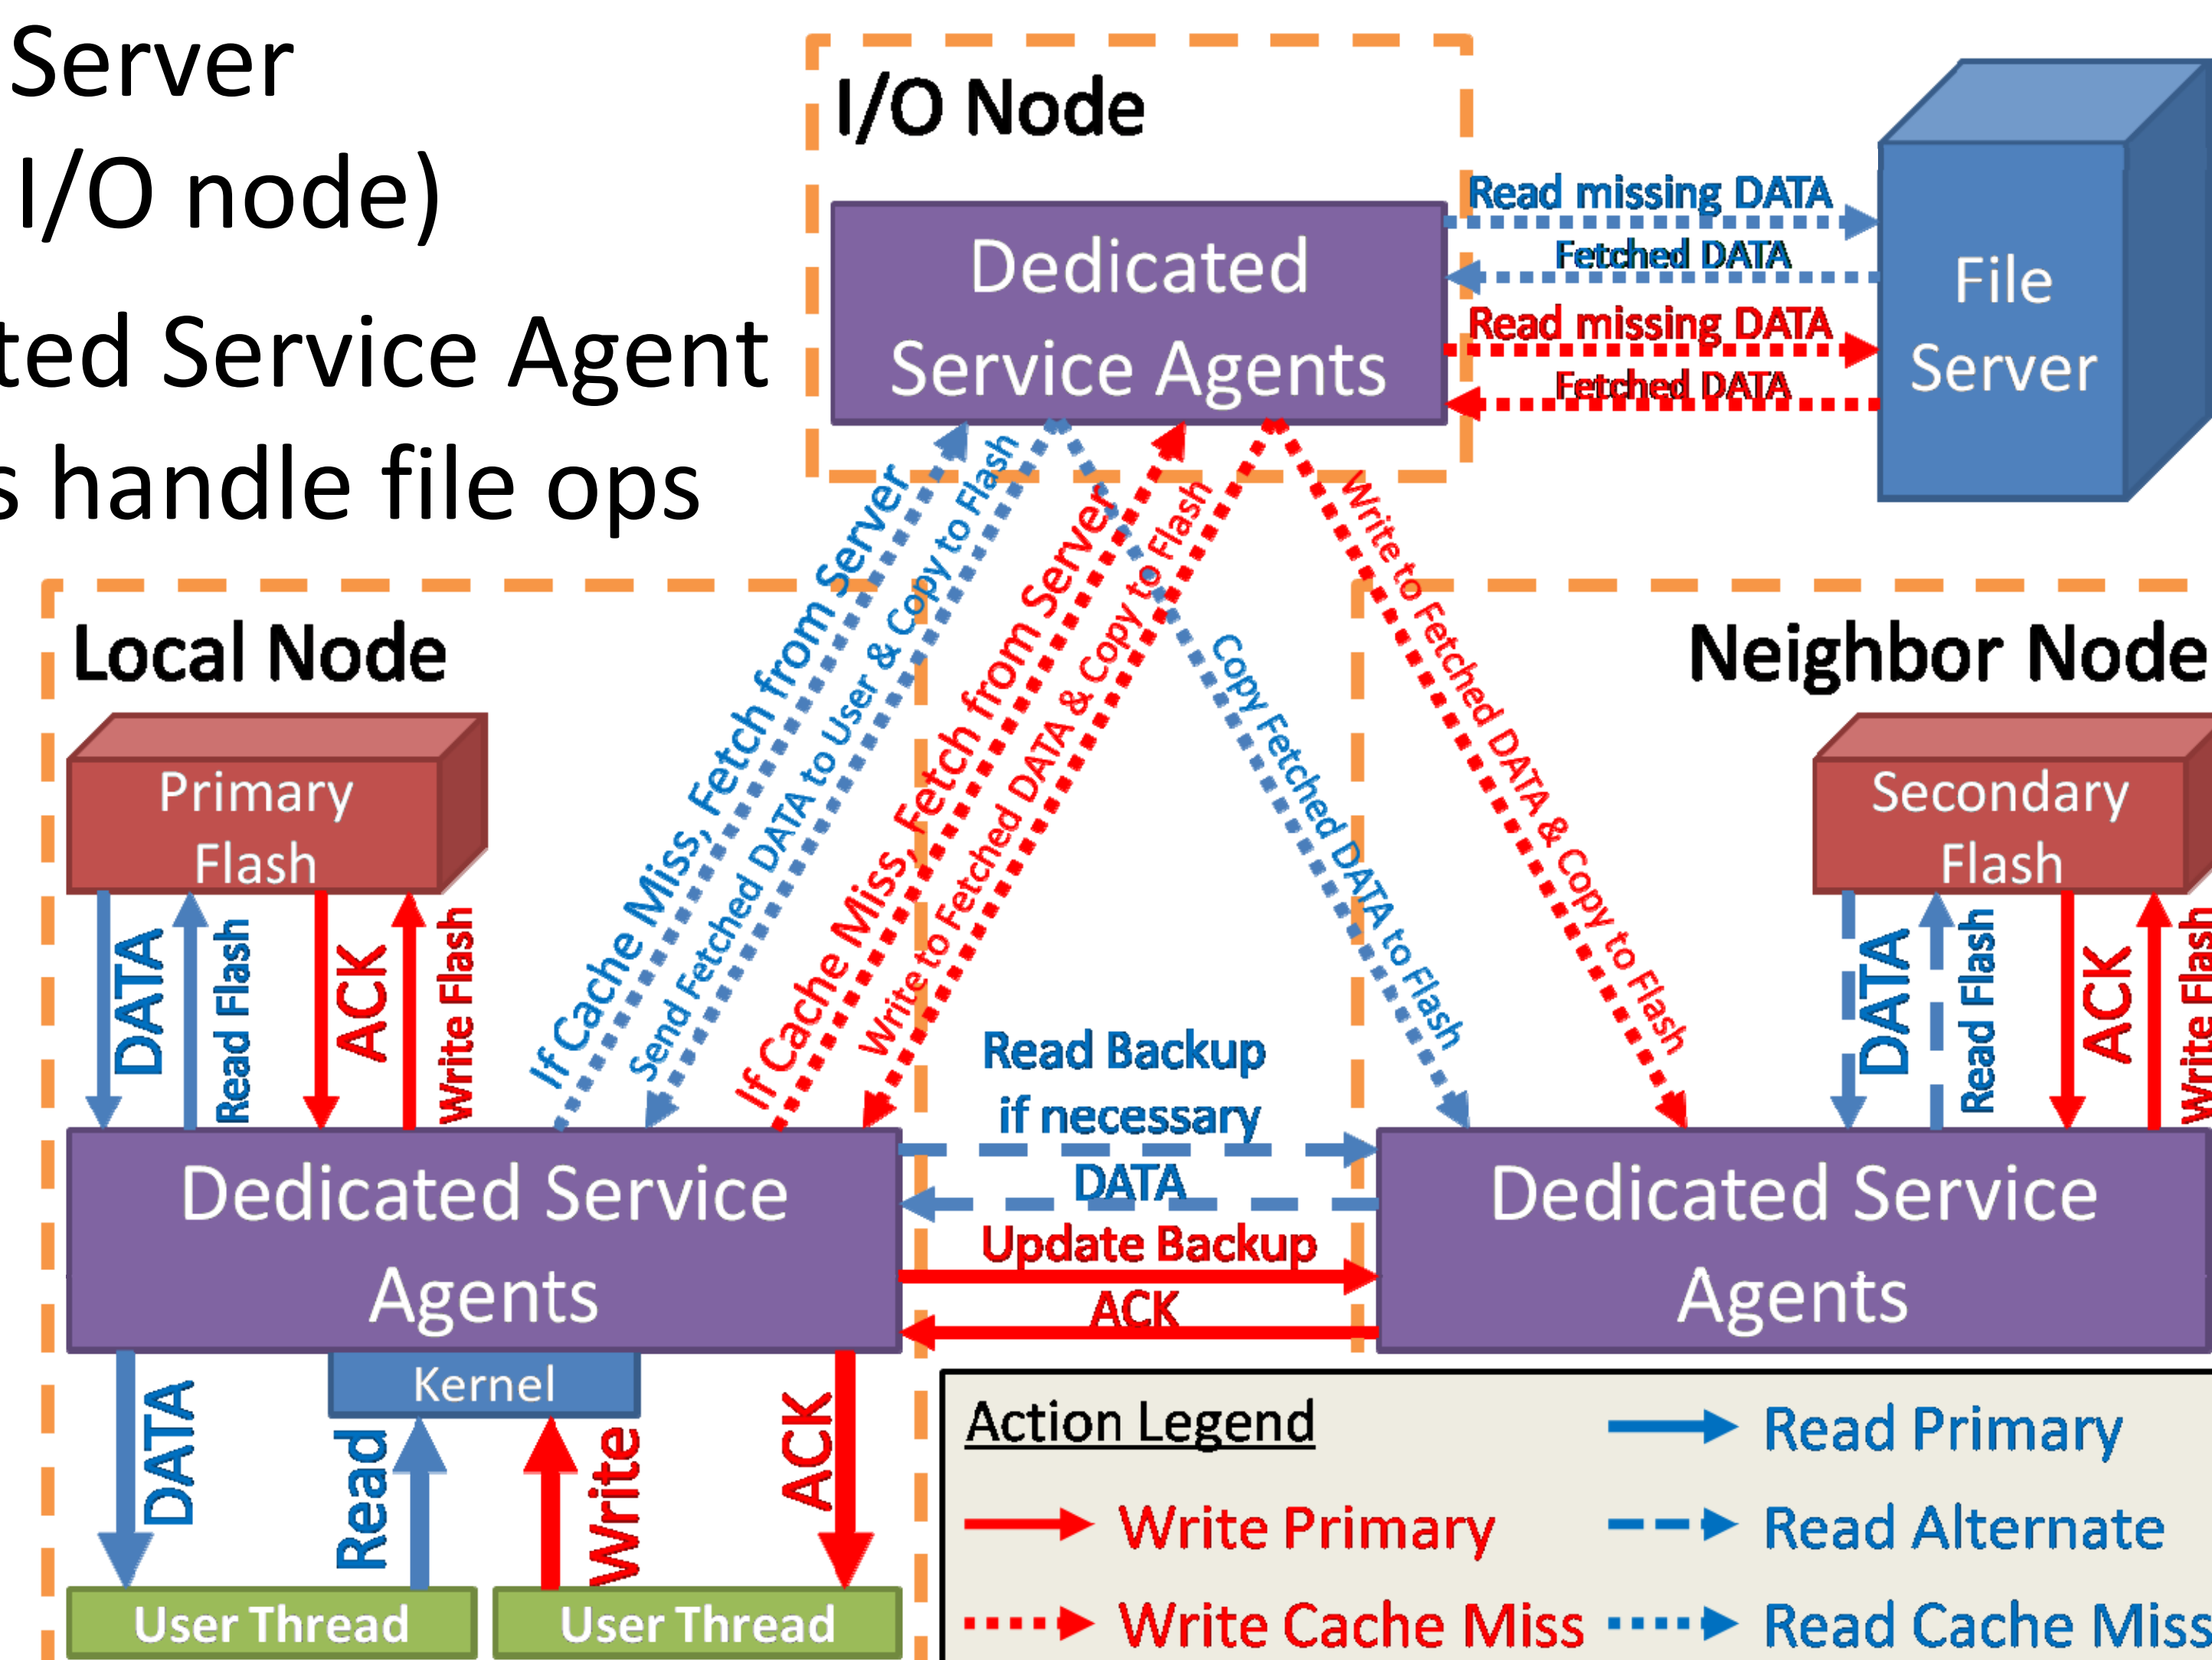 Server
I/O node)
ted Service Agent
s handle file ops
I/O Node
Dedicated
Service Agents
Read missing DATA
Fetched DATA
Read missing DATA
Fetched DATA
File
Server
If Cache Miss, Fetch from Server
Send Fetched DATA to User & Copy to Flash
If Cache Miss, Fetch from Server
Write to Fetched DATA & Copy to Flash
Copy Fetched DATA to Flash
Write to Fetched DATA & Copy to Flash
Local Node
Primary
Flash
DATA
Read Flash
ACK
Write Flash
Neighbor Node
Secondary
Flash
DATA
Read Flash
ACK
Write Flash
Dedicated Service
Agents
Read Backup
if necessary
DATA
Update Backup
ACK
Dedicated Service
Agents
Kernel
DATA
Read
Write
ACK
User Thread
User Thread
Action Legend
Read Primary
Write Primary
Read Alternate
Write Cache Miss
Read Cache Miss